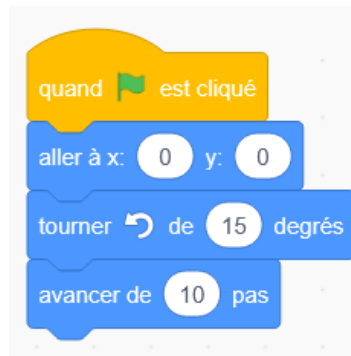 quand est cliqué
aller à x: 0 y: 0
tourner de 15 degrés
avancer de 10 pas